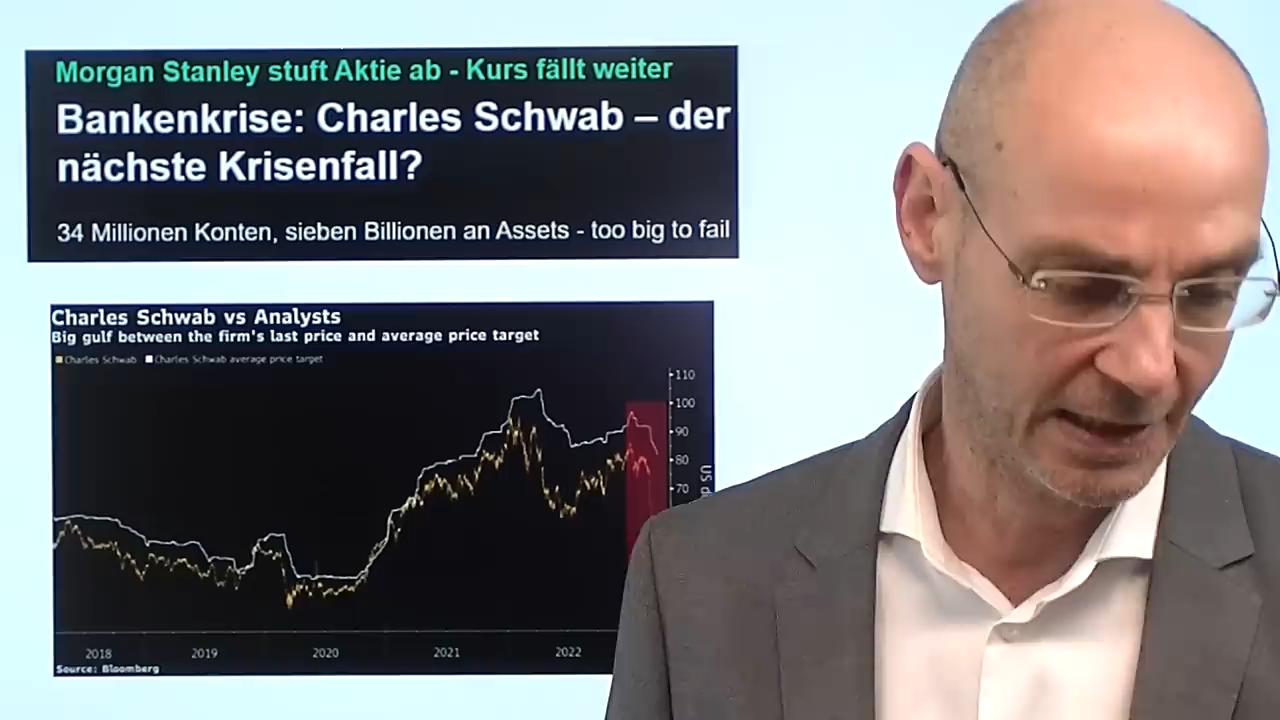 Morgan Stanley stuft Aktie ab - Kurs fällt weiter
Bankenkrise: Charles Schwab – der
nächste Krisenfall?
34 Millionen Konten, sieben Billionen an Assets - too big to fail
Charles Schwab vs Analysts
Big gulf between the firm's last price and average price target
Charles Schwab Charles Schwab average price target
110
100
90
80
70
US
2018 2019 2020 2021 2022
Source: Bloomberg